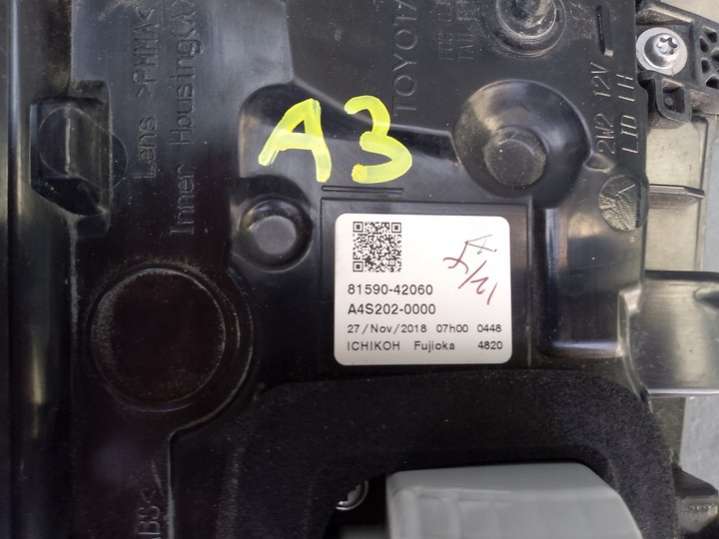 A3
81590-42060
A4S202-0000
27/Nov/2018 07h00 0448
ICHIKOH Fujioka 4820
Lens >PMMA<
Inner Housing
TOYOTA
2W2 12V
LID LH